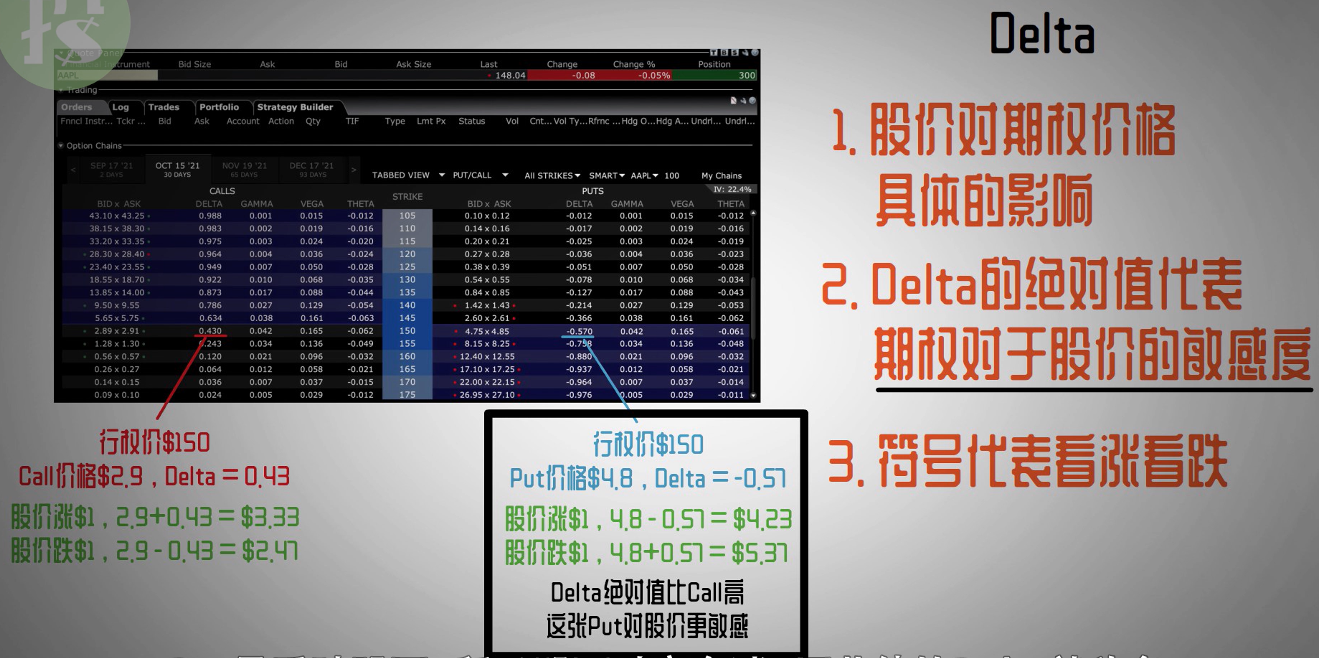 Delta
Instrument Bid Size Ask Bid Ask Size Last Change Change % Position
AAPL 148.04 -0.08 -0.05% 300
Trading
Orders Log Trades Portfolio Strategy Builder
Fnncl Instr... Tckr ... Bid Ask Account Action Qty TIF Type Lmt Px Status Vol Cnt... Vol Ty... Rfrnc ... Hdg O... Hdg A... Undrl... Undrl...
Option Chains
< SEP 17 '21 OCT 15 '21 NOV 19 '21 DEC 17 '21 >
2 DAYS 30 DAYS 65 DAYS 93 DAYS
TABBED VIEW PUT/CALL All STRIKES SMART AAPL 100 My Chains
CALLS STRIKE PUTS IV: 22.4%
BID x ASK DELTA GAMMA VEGA THETA BID x ASK DELTA GAMMA VEGA THETA
43.10 x 43.25 0.988 0.001 0.015 -0.012 105 0.10 x 0.12 -0.012 0.001 0.015 -0.012
38.15 x 38.30 0.983 0.002 0.019 -0.016 110 0.14 x 0.16 -0.017 0.002 0.019 -0.016
33.20 x 33.35 0.975 0.003 0.024 -0.020 115 0.20 x 0.21 -0.025 0.003 0.024 -0.019
28.30 x 28.40 0.964 0.004 0.036 -0.024 120 0.27 x 0.28 -0.036 0.004 0.036 -0.023
23.40 x 23.55 0.949 0.007 0.050 -0.028 125 0.38 x 0.39 -0.051 0.007 0.050 -0.028
18.55 x 18.70 0.922 0.010 0.068 -0.035 130 0.54 x 0.55 -0.078 0.010 0.068 -0.034
13.85 x 14.00 0.873 0.017 0.088 -0.044 135 0.84 x 0.85 -0.127 0.017 0.088 -0.043
9.50 x 9.55 0.786 0.027 0.129 -0.054 140 1.42 x 1.43 -0.214 0.027 0.129 -0.053
5.65 x 5.75 0.634 0.038 0.161 -0.063 145 2.60 x 2.61 -0.366 0.038 0.161 -0.062
2.89 x 2.91 0.430 0.042 0.165 -0.062 150 4.75 x 4.85 -0.570 0.042 0.165 -0.061
1.28 x 1.30 0.243 0.034 0.136 -0.049 155 8.15 x 8.25 -0.758 0.034 0.136 -0.048
0.56 x 0.57 0.120 0.021 0.096 -0.032 160 12.40 x 12.55 -0.880 0.021 0.096 -0.032
0.26 x 0.27 0.064 0.012 0.058 -0.021 165 17.10 x 17.25 -0.937 0.012 0.058 -0.021
0.14 x 0.15 0.036 0.007 0.037 -0.015 170 22.00 x 22.15 -0.964 0.007 0.037 -0.014
0.09 x 0.10 0.024 0.005 0.029 -0.012 175 26.95 x 27.10 -0.976 0.005 0.029 -0.011
行权价$150
Call价格$2.9 , Delta = 0.43
股价涨$1 , 2.9+0.43 = $3.33
股价跌$1 , 2.9 - 0.43 = $2.47
行权价$150
Put价格$4.8 , Delta = -0.57
股价涨$1 , 4.8 - 0.57 = $4.23
股价跌$1 , 4.8+0.57 = $5.37
Delta绝对值比Call高
这张Put对股价更敏感
1. 股价对期权价格
具体的影响
2. Delta的绝对值代表
期权对于股价的敏感度
3. 符号代表看涨看跌